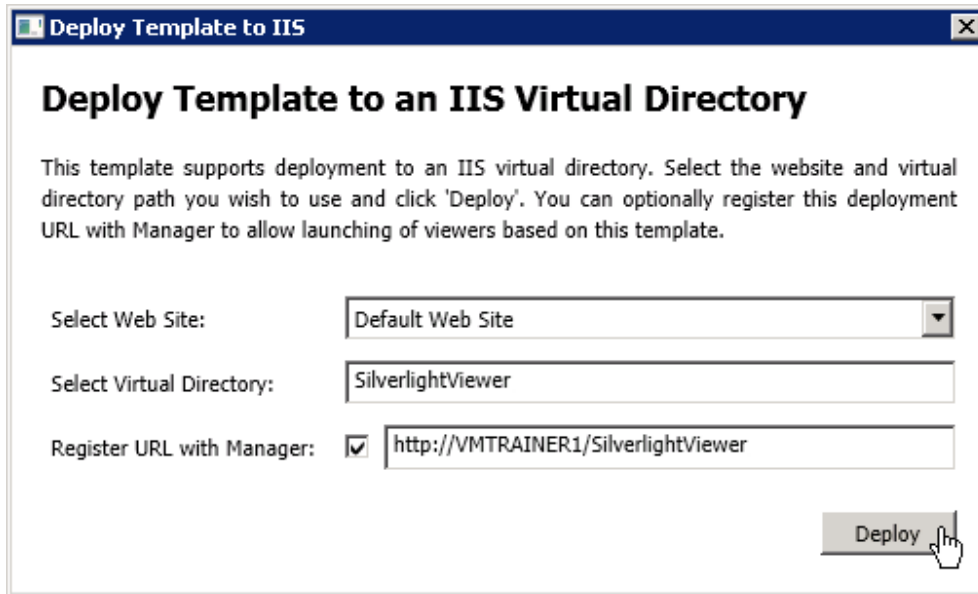 Deploy Template to IIS
Deploy Template to an IIS Virtual Directory
This template supports deployment to an IIS virtual directory. Select the website and virtual
directory path you wish to use and click 'Deploy'. You can optionally register this deployment
URL with Manager to allow launching of viewers based on this template.
Select Web Site: Default Web Site
Select Virtual Directory: SilverlightViewer
Register URL with Manager: http://VMTRAINER1/SilverlightViewer
Deploy